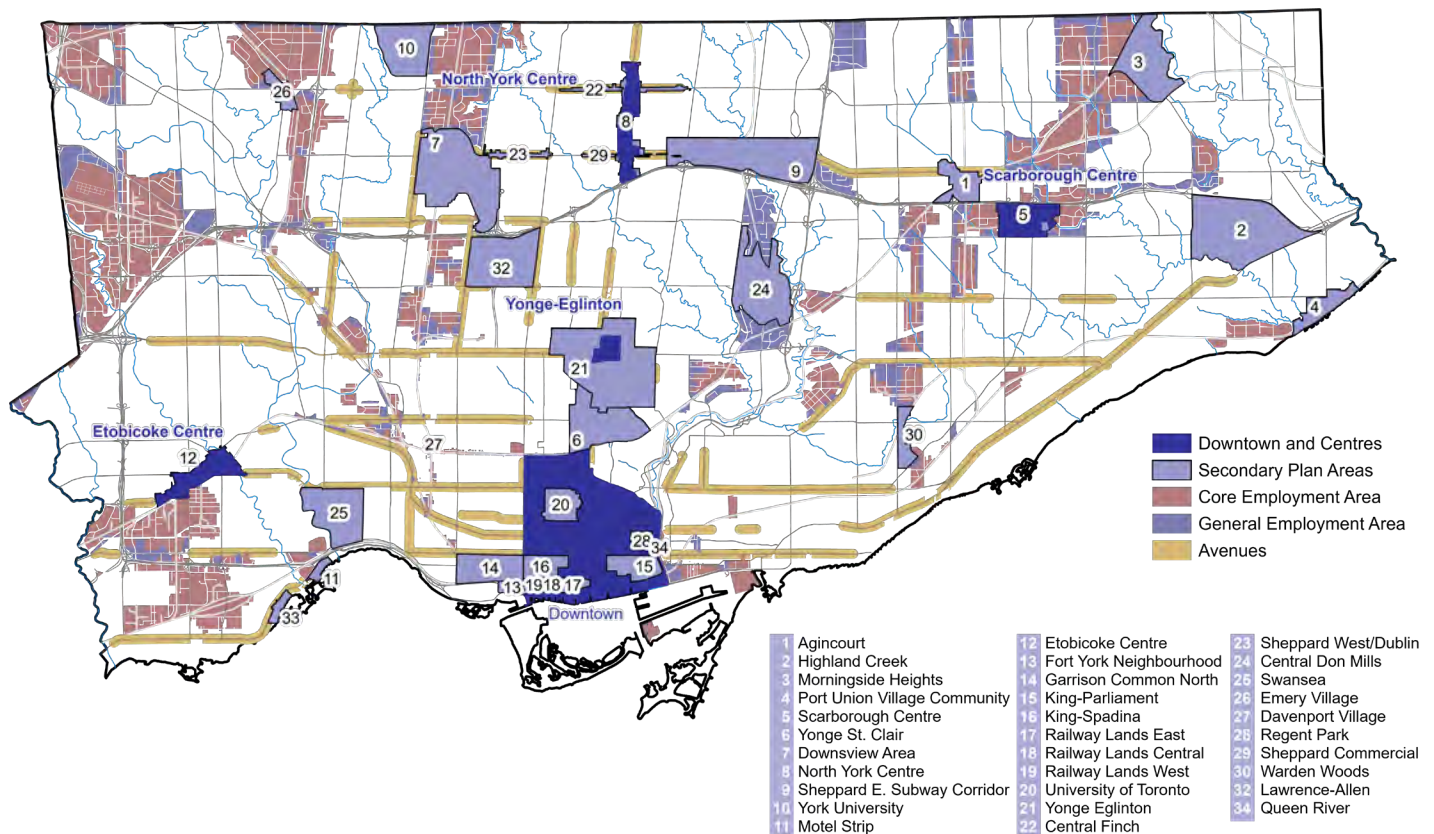 10
3
North York Centre
26
22
8
7
23
29
9
1
Scarborough Centre
5
2
32
24
Yonge-Eglinton
4
21
Etobicoke Centre
6
27
30
12
Downtown and Centres
Secondary Plan Areas
Core Employment Area
General Employment Area
Avenues
20
25
28
34
14
16
15
11
13
19
18
17
33
Downtown
1 Agincourt
2 Highland Creek
3 Morningside Heights
4 Port Union Village Community
5 Scarborough Centre
6 Yonge St. Clair
7 Downsview Area
8 North York Centre
9 Sheppard E. Subway Corridor
10 York University
11 Motel Strip
12 Etobicoke Centre
13 Fort York Neighbourhood
14 Garrison Common North
15 King-Parliament
16 King-Spadina
17 Railway Lands East
18 Railway Lands Central
19 Railway Lands West
20 University of Toronto
21 Yonge Eglinton
22 Central Finch
23 Sheppard West/Dublin
24 Central Don Mills
25 Swansea
26 Emery Village
27 Davenport Village
28 Regent Park
29 Sheppard Commercial
30 Warden Woods
32 Lawrence-Allen
34 Queen River